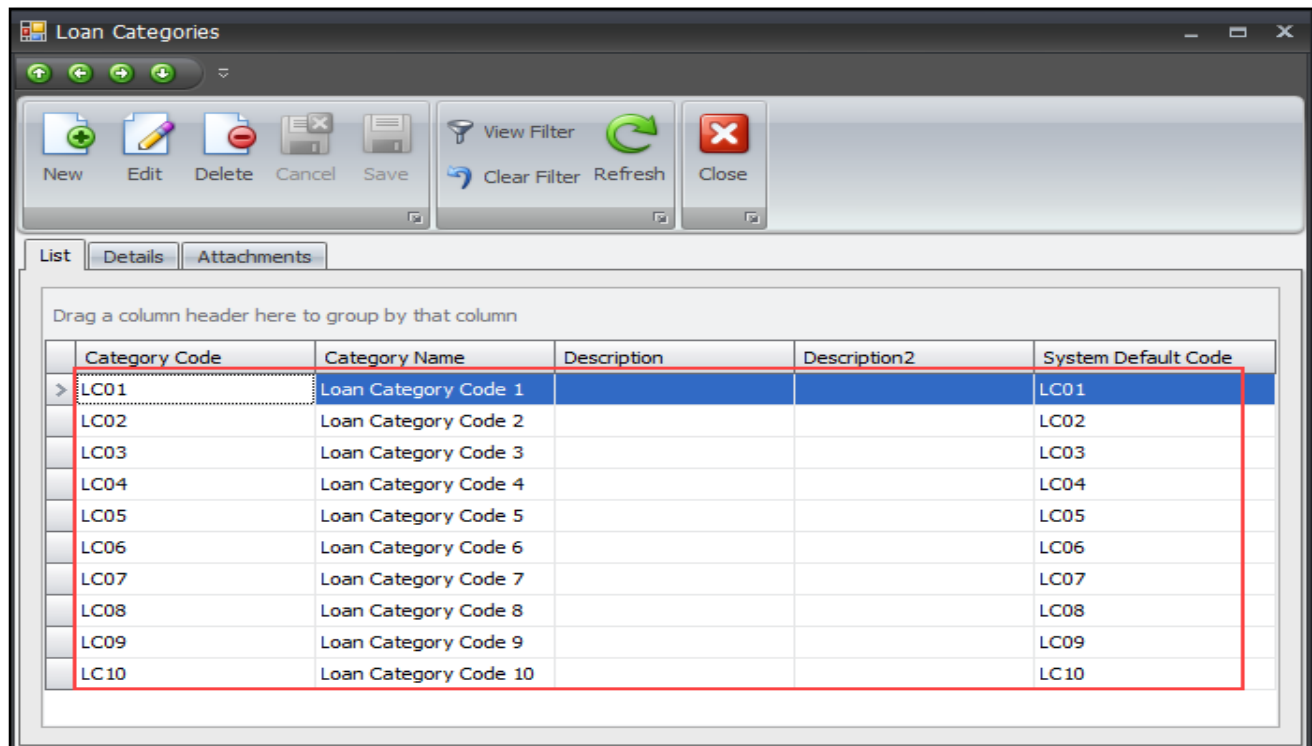 Loan Categories
View Filter
New Edit Delete Cancel Save Clear Filter Refresh Close
List Details Attachments
Drag a column header here to group by that column
Category Code Category Name Description Description2 System Default Code
LC01 Loan Category Code 1 LC01
LC02 Loan Category Code 2 LC02
LC03 Loan Category Code 3 LC03
LC04 Loan Category Code 4 LC04
LC05 Loan Category Code 5 LC05
LC06 Loan Category Code 6 LC06
LC07 Loan Category Code 7 LC07
LC08 Loan Category Code 8 LC08
LC09 Loan Category Code 9 LC09
LC10 Loan Category Code 10 LC10